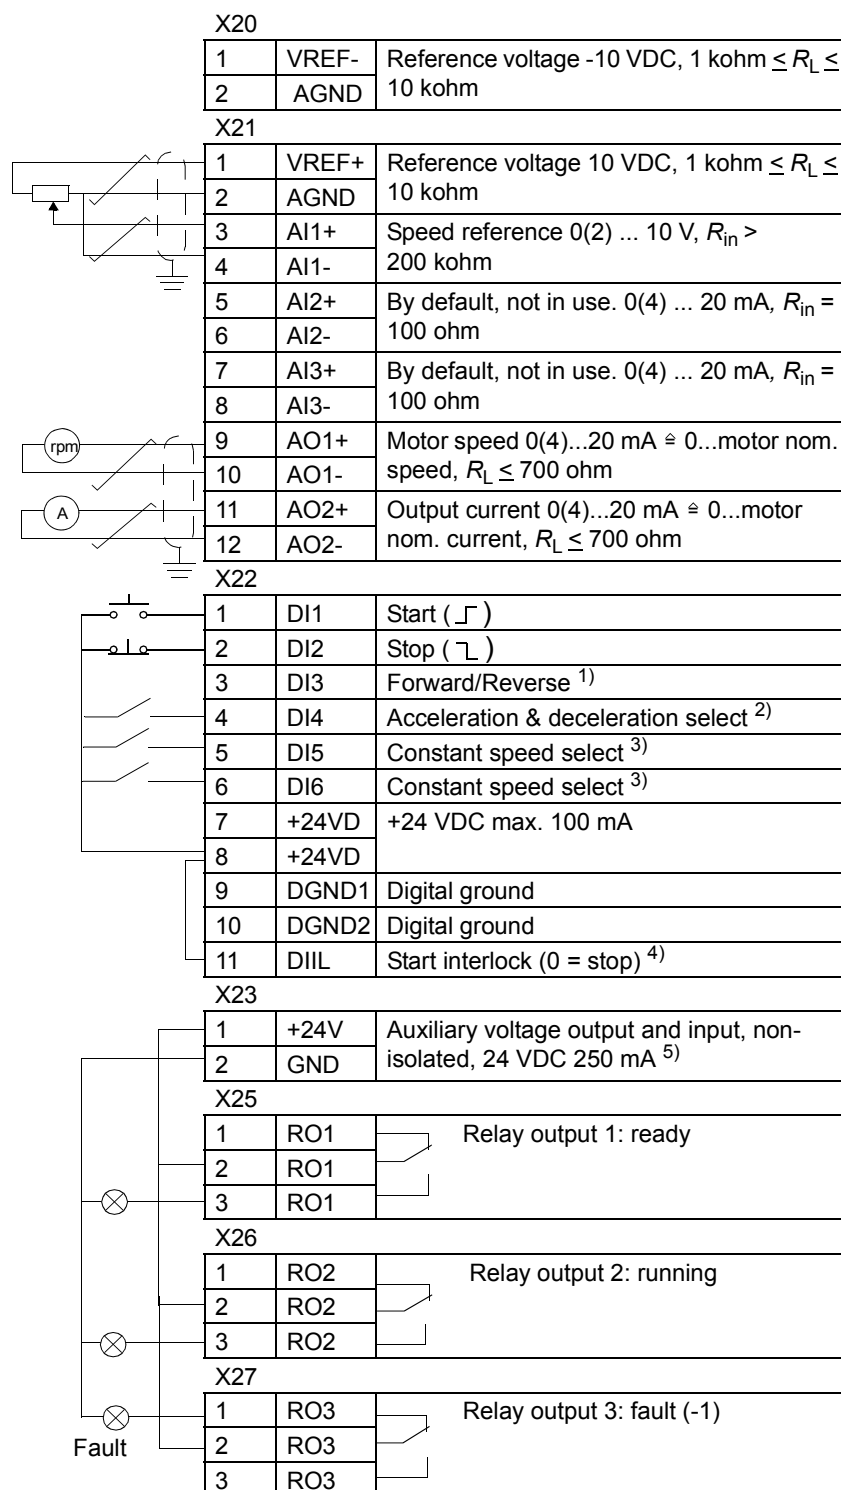 X20
1 VREF- Reference voltage -10 VDC, 1 kohm ≤ RL ≤
2 AGND 10 kohm
X21
1 VREF+ Reference voltage 10 VDC, 1 kohm ≤ RL ≤
2 AGND 10 kohm
3 AI1+ Speed reference 0(2) ... 10 V, Rin >
4 AI1- 200 kohm
5 AI2+ By default, not in use. 0(4) ... 20 mA, Rin =
6 AI2- 100 ohm
7 AI3+ By default, not in use. 0(4) ... 20 mA, Rin =
8 AI3- 100 ohm
rpm 9 AO1+ Motor speed 0(4)...20 mA ≙ 0...motor nom.
10 AO1- speed, RL ≤ 700 ohm
A 11 AO2+ Output current 0(4)...20 mA ≙ 0...motor
12 AO2- nom. current, RL ≤ 700 ohm
X22
1 DI1 Start ( )
2 DI2 Stop ( )
3 DI3 Forward/Reverse 1)
4 DI4 Acceleration & deceleration select 2)
5 DI5 Constant speed select 3)
6 DI6 Constant speed select 3)
7 +24VD +24 VDC max. 100 mA
8 +24VD
9 DGND1 Digital ground
10 DGND2 Digital ground
11 DIIL Start interlock (0 = stop) 4)
X23
1 +24V Auxiliary voltage output and input, non-
2 GND isolated, 24 VDC 250 mA 5)
X25
1 RO1 Relay output 1: ready
2 RO1
3 RO1
X26
1 RO2 Relay output 2: running
2 RO2
3 RO2
X27
1 RO3 Relay output 3: fault (-1)
Fault 2 RO3
3 RO3